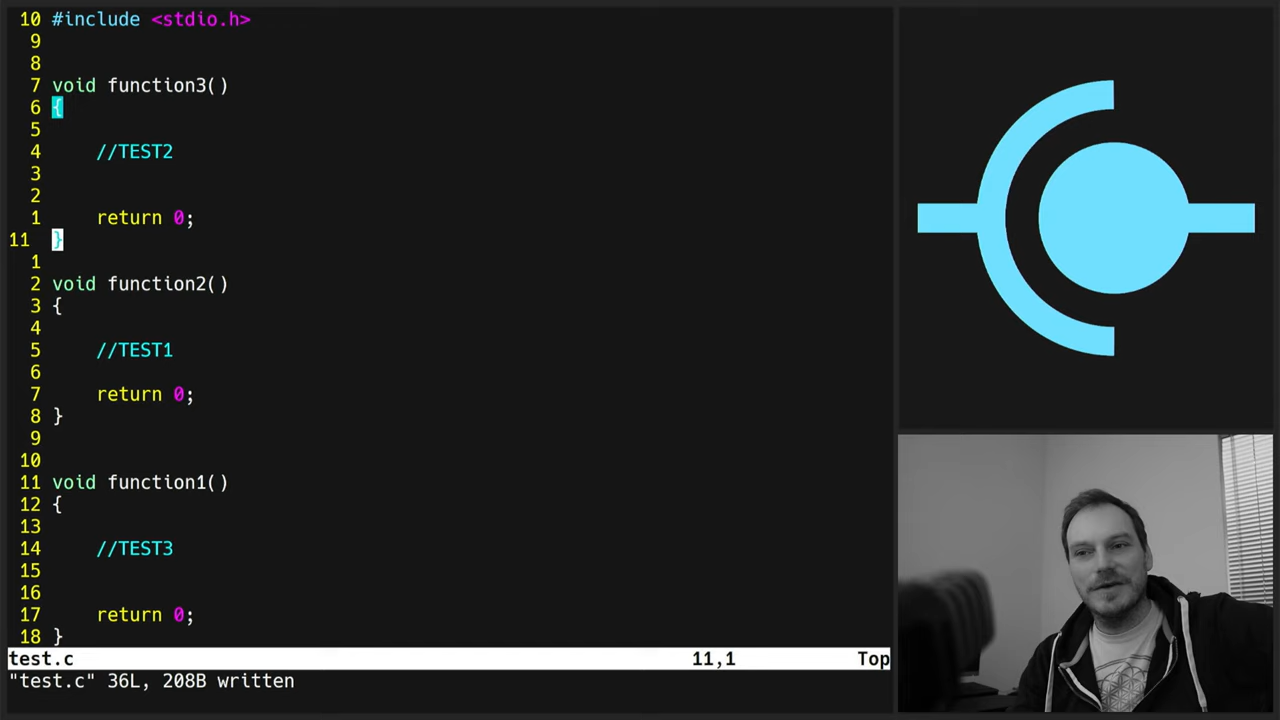 10 #include <stdio.h>
9
8
7 void function3()
6 {
5
4     //TEST2
3
2
1     return 0;
11 }
1
2 void function2()
3 {
4
5     //TEST1
6
7     return 0;
8 }
9
10
11 void function1()
12 {
13
14     //TEST3
15
16
17     return 0;
18 }
test.c 11,1 Top
"test.c" 36L, 208B written